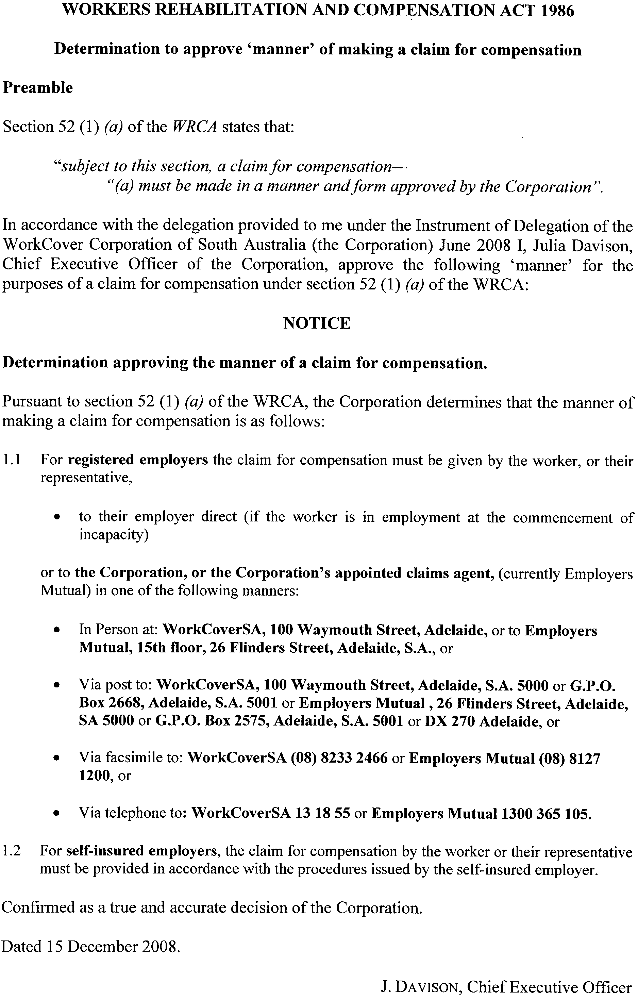 WORKERS REHABILITATION AND COMPENSATION ACT 1986
Determination to approve ‘manner’ of making a claim for compensation
Preamble
Section 52 (1) (a) of the WRCA states that:
“subject to this section, a claim for compensation—
“(a) must be made in a manner and form approved by the Corporation”.
In accordance with the delegation provided to me under the Instrument of Delegation of the
WorkCover Corporation of South Australia (the Corporation) June 2008 I, Julia Davison,
Chief Executive Officer of the Corporation, approve the following ‘manner’ for the
purposes of a claim for compensation under section 52 (1) (a) of the WRCA:
NOTICE
Determination approving the manner of a claim for compensation.
Pursuant to section 52 (1) (a) of the WRCA, the Corporation determines that the manner of
making a claim for compensation is as follows:
1.1 For registered employers the claim for compensation must be given by the worker, or their
representative,
• to their employer direct (if the worker is in employment at the commencement of
incapacity)
or to the Corporation, or the Corporation’s appointed claims agent, (currently Employers
Mutual) in one of the following manners:
• In Person at: WorkCoverSA, 100 Waymouth Street, Adelaide, or to Employers
Mutual, 15th floor, 26 Flinders Street, Adelaide, S.A., or
• Via post to: WorkCoverSA, 100 Waymouth Street, Adelaide, S.A. 5000 or G.P.O.
Box 2668, Adelaide, S.A. 5001 or Employers Mutual , 26 Flinders Street, Adelaide,
SA 5000 or G.P.O. Box 2575, Adelaide, S.A. 5001 or DX 270 Adelaide, or
• Via facsimile to: WorkCoverSA (08) 8233 2466 or Employers Mutual (08) 8127
1200, or
• Via telephone to: WorkCoverSA 13 18 55 or Employers Mutual 1300 365 105.
1.2 For self-insured employers, the claim for compensation by the worker or their representative
must be provided in accordance with the procedures issued by the self-insured employer.
Confirmed as a true and accurate decision of the Corporation.
Dated 15 December 2008.
J. DAVISON, Chief Executive Officer